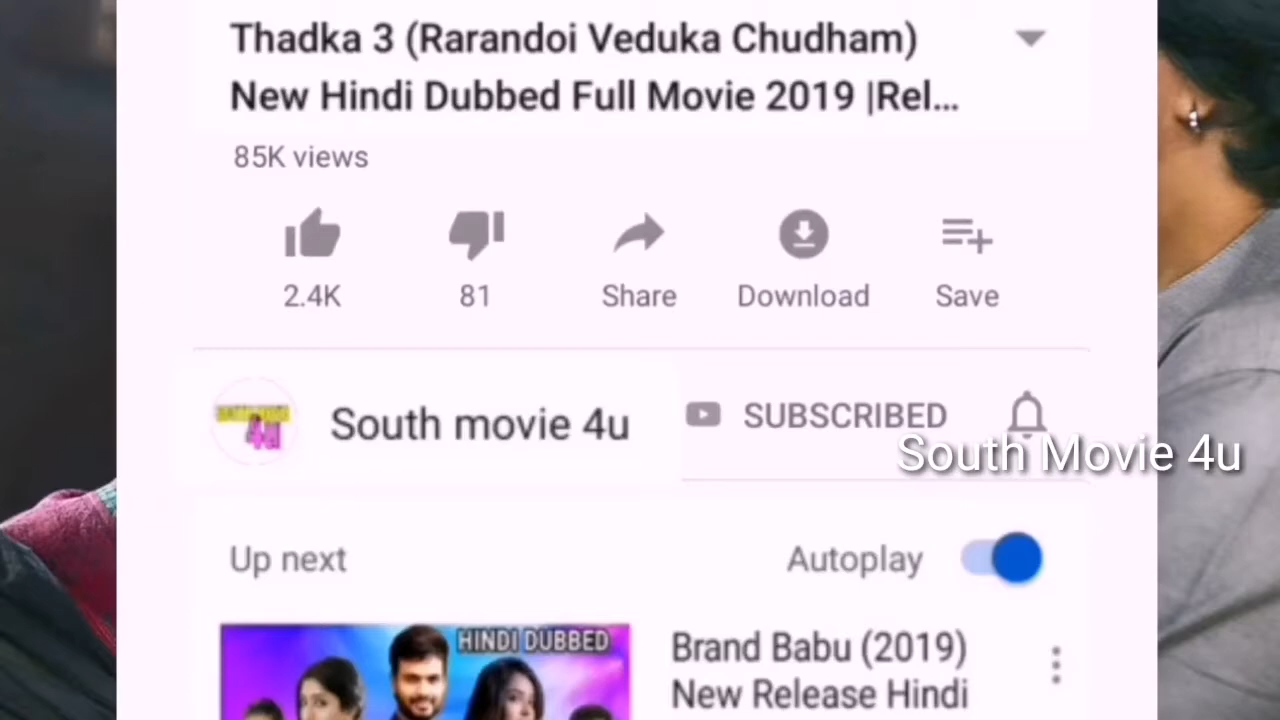 Thadka 3 (Rarandoi Veduka Chudham)
New Hindi Dubbed Full Movie 2019 |Rel...
85K views
2.4K
81
Share
Download
Save
4u
South movie 4u
SUBSCRIBED
South Movie 4u
Up next
Autoplay
HINDI DUBBED
Brand Babu (2019)
New Release Hindi